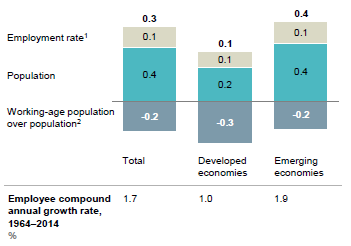 0.3
0.1
0.4
-0.2
0.1
0.1
0.2
-0.3
0.4
0.1
0.4
-0.2
Employment rate¹
Population
Working-age population
over population²
Total
Developed
economies
Emerging
economies
Employee compound
annual growth rate,
1964–2014
%
1.7
1.0
1.9